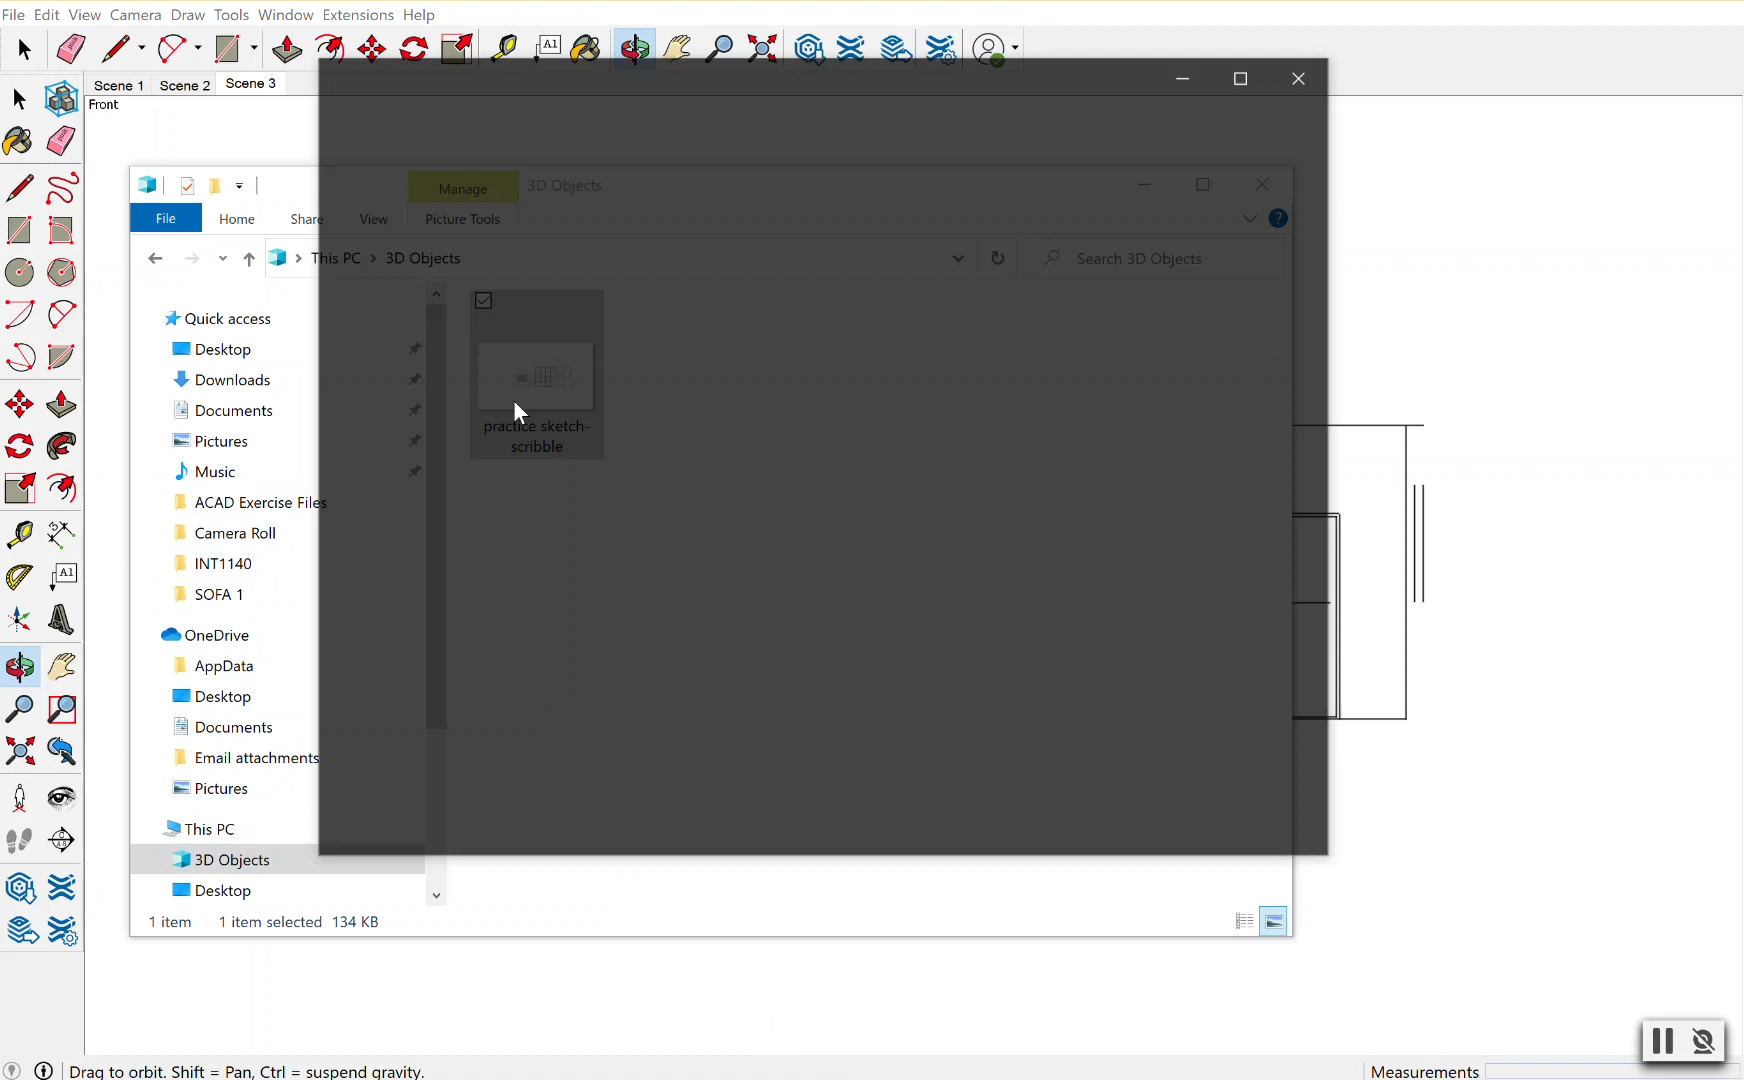 File Edit View Camera Draw Tools Window Extensions Help
A1
Scene 1 Scene 2 Scene 3
Front
Manage 3D Objects
File Home Share View Picture Tools
This PC > 3D Objects Search 3D Objects
Quick access
Desktop
Downloads
Documents
Pictures
Music
ACAD Exercise Files
Camera Roll
INT1140
SOFA 1
OneDrive
AppData
Desktop
Documents
Email attachments
Pictures
This PC
3D Objects
Desktop
practice sketch-
scribble
A1
1 item 1 item selected 134 KB
Drag to orbit. Shift = Pan, Ctrl = suspend gravity.
Measurements